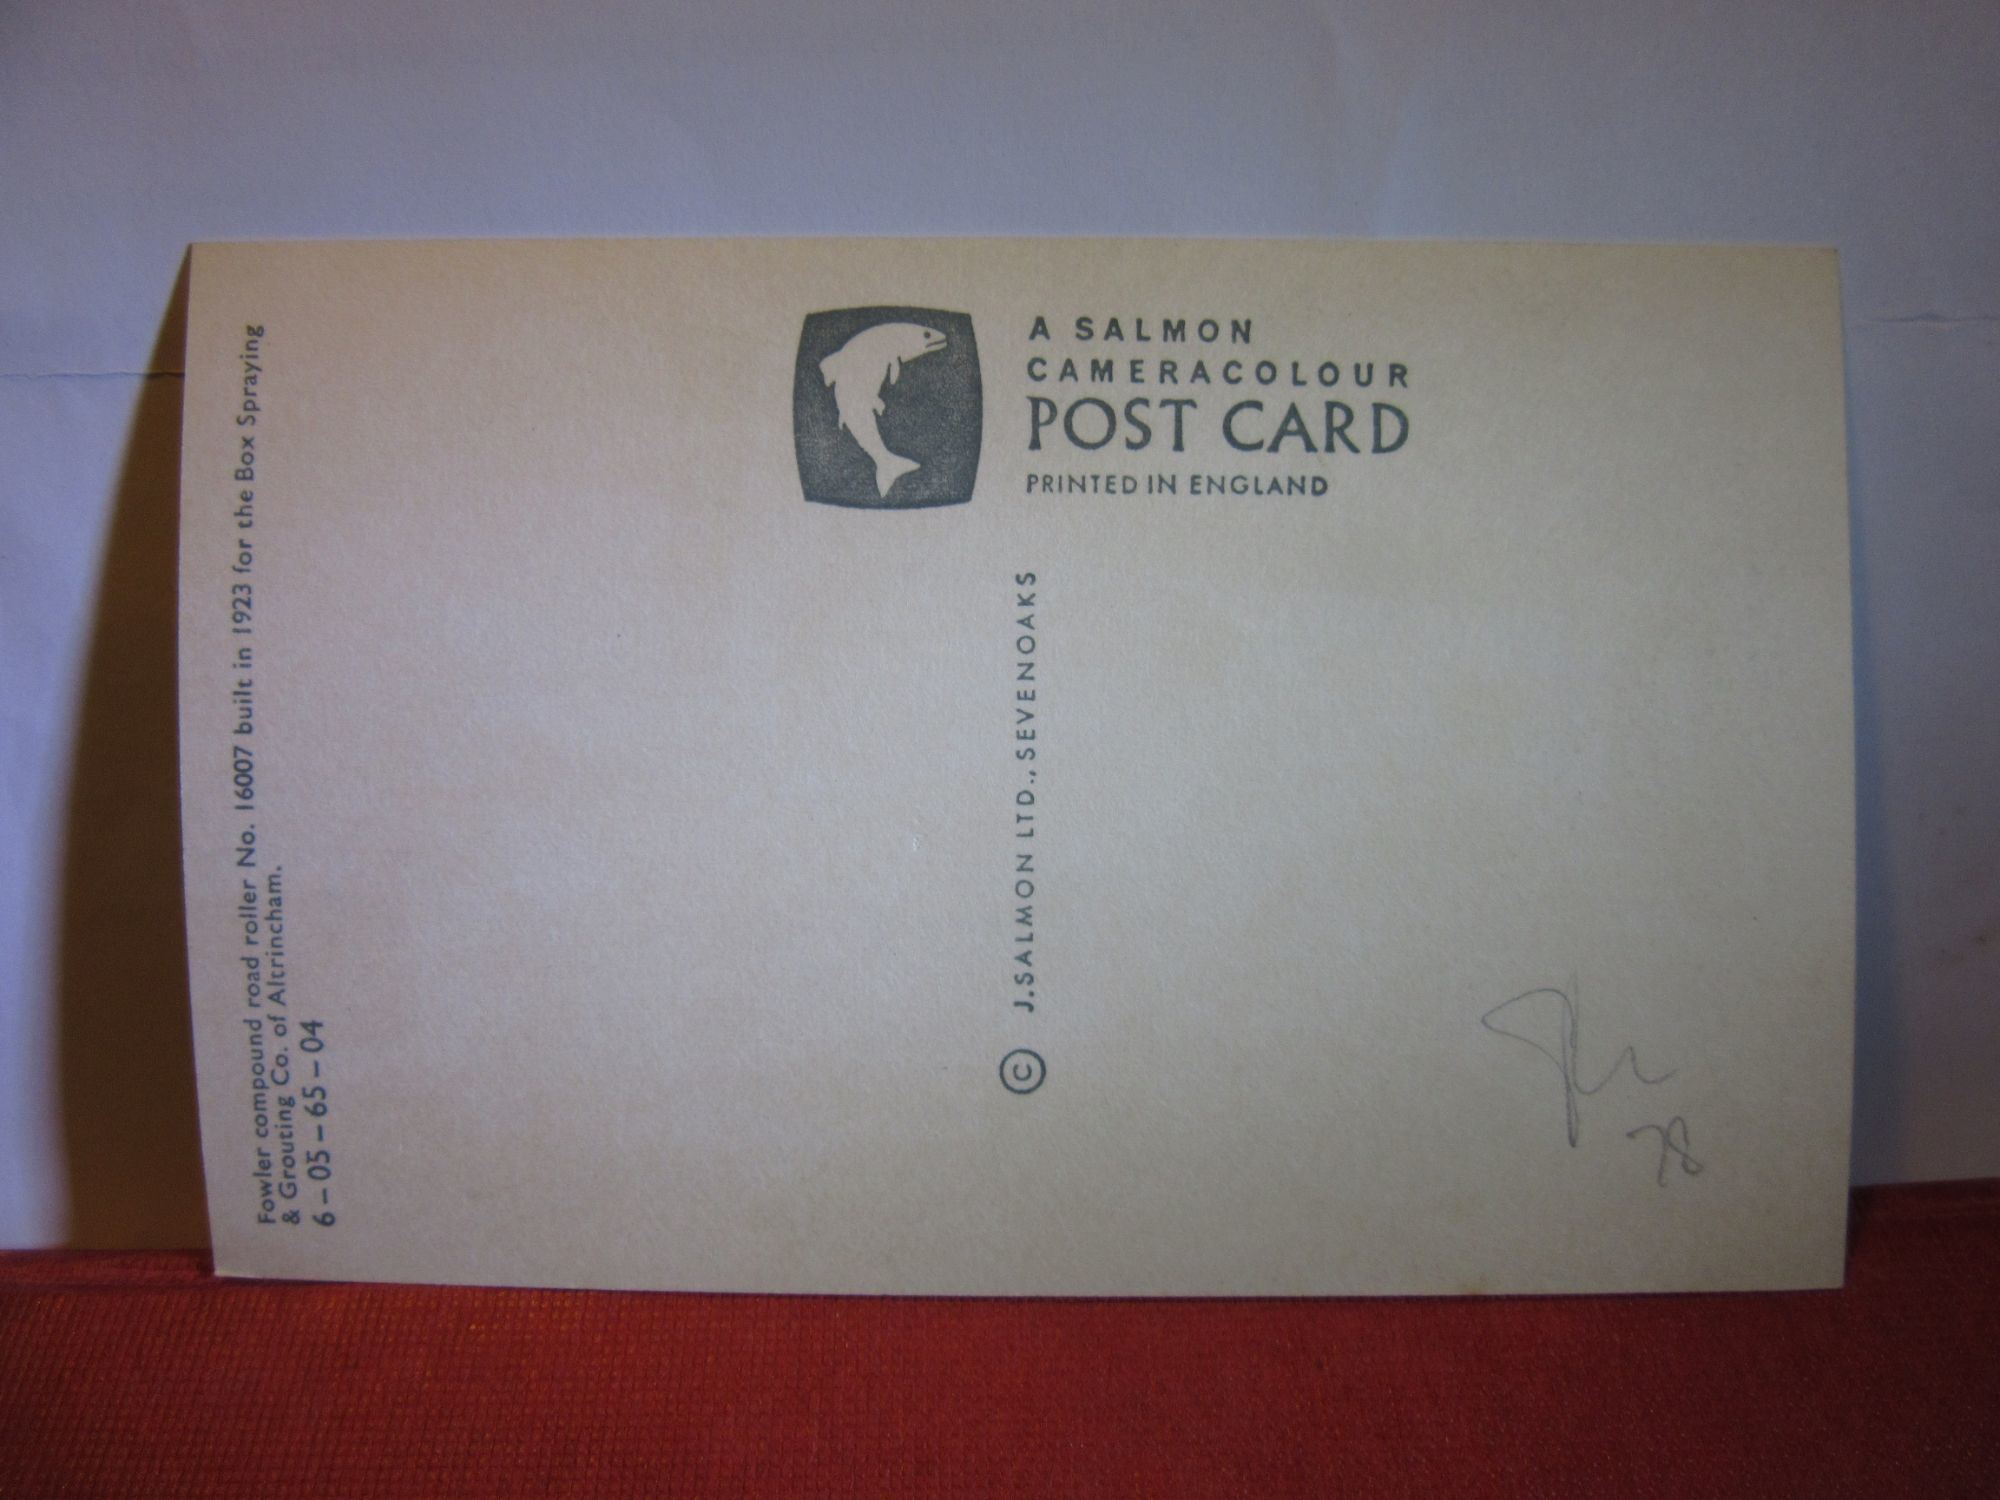 A SALMON
CAMERACOLOUR
POST CARD
PRINTED IN ENGLAND
Fowler compound road roller No. 16007 built in 1923 for the Box Spraying
& Grouting Co. of Altrincham.
6 – 05 – 65 – 04
© J. SALMON LTD., SEVENOAKS